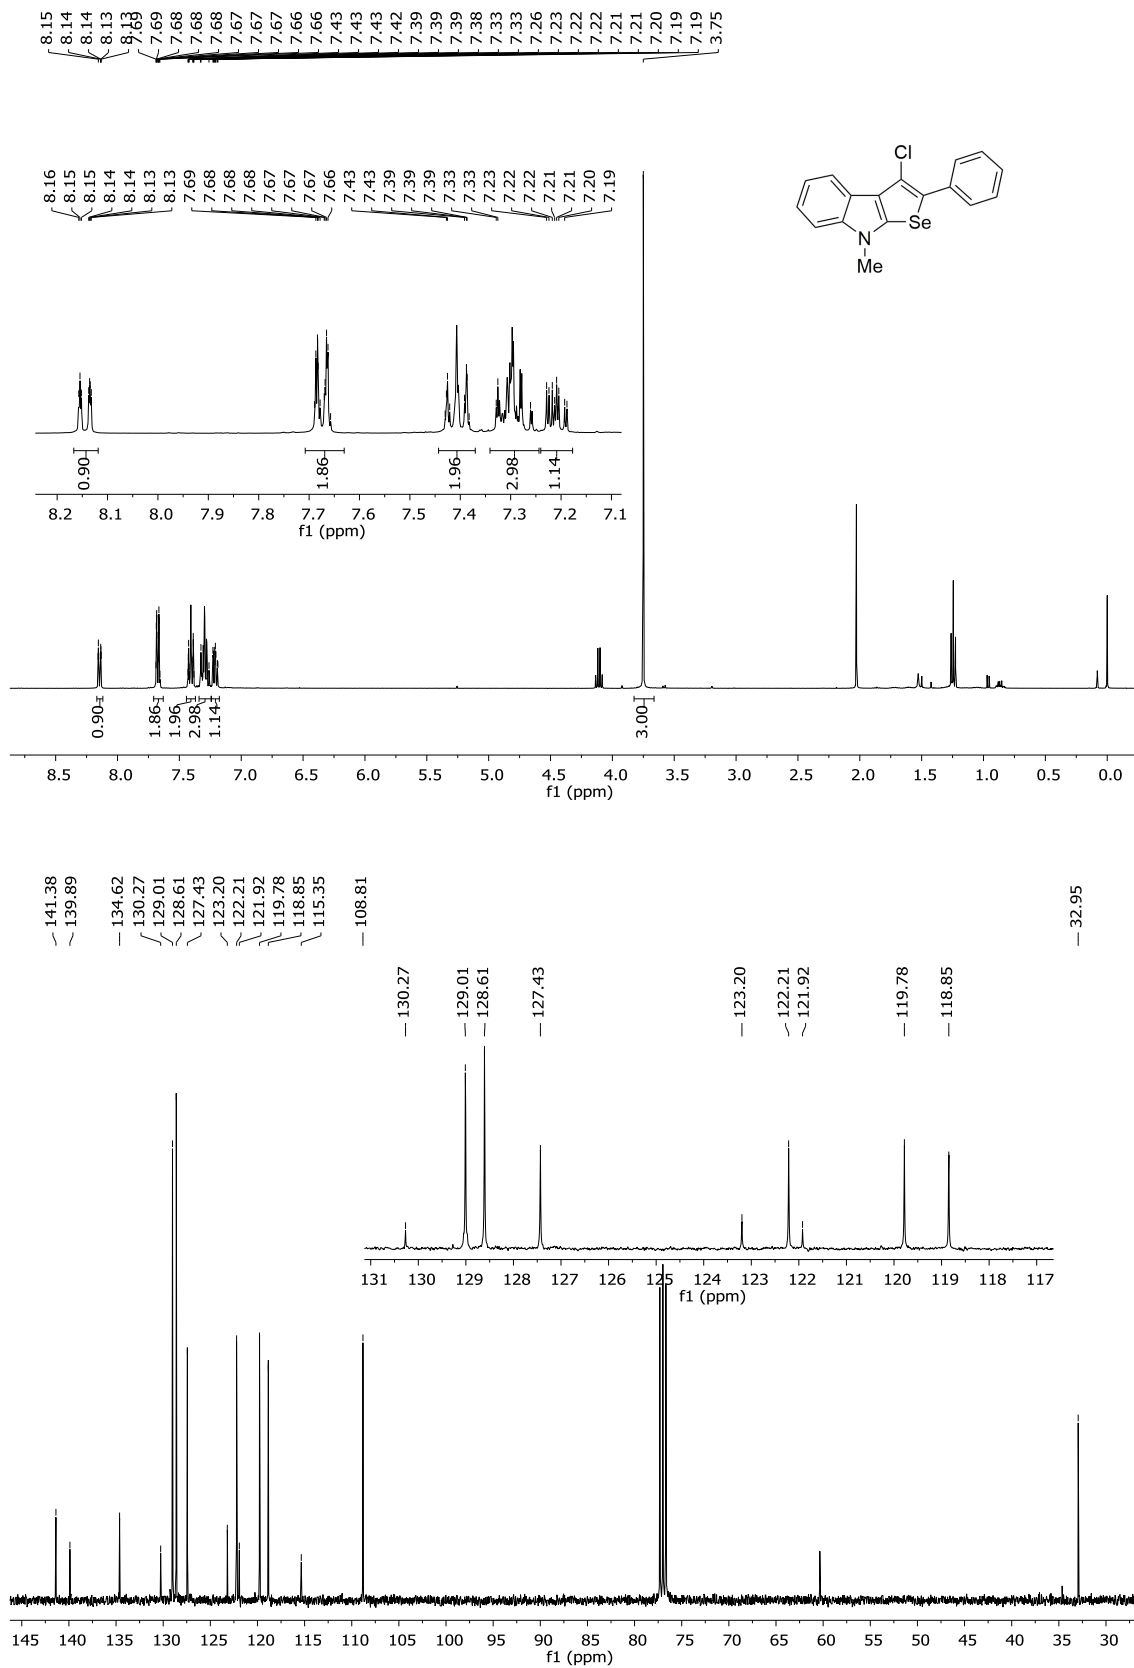 8.15 8.14 8.14 8.13 8.13 7.69 7.69 7.68 7.68 7.68 7.67 7.67 7.67 7.66 7.66 7.43 7.43 7.43 7.42 7.39 7.39 7.39 7.38 7.33 7.33 7.26 7.23 7.22 7.22 7.21 7.21 7.20 7.19 7.19 3.75
8.16 8.15 8.15 8.14 8.14 8.13 8.13 7.69 7.68 7.68 7.68 7.67 7.67 7.67 7.66 7.43 7.43 7.39 7.39 7.39 7.33 7.33 7.23 7.22 7.22 7.21 7.21 7.20 7.19
Cl
Se
N
Me
0.90 1.86 1.96 2.98 1.14
8.2 8.1 8.0 7.9 7.8 7.7 7.6 7.5 7.4 7.3 7.2 7.1
f1 (ppm)
0.90 1.86 1.96 2.98 1.14 3.00
8.5 8.0 7.5 7.0 6.5 6.0 5.5 5.0 4.5 4.0 3.5 3.0 2.5 2.0 1.5 1.0 0.5 0.0
f1 (ppm)
141.38 139.89 134.62 130.27 129.01 128.61 127.43 123.20 122.21 121.92 119.78 118.85 115.35 108.81 32.95
130.27 129.01 128.61 127.43 123.20 122.21 121.92 119.78 118.85
131 130 129 128 127 126 125 124 123 122 121 120 119 118 117
f1 (ppm)
145 140 135 130 125 120 115 110 105 100 95 90 85 80 75 70 65 60 55 50 45 40 35 30
f1 (ppm)